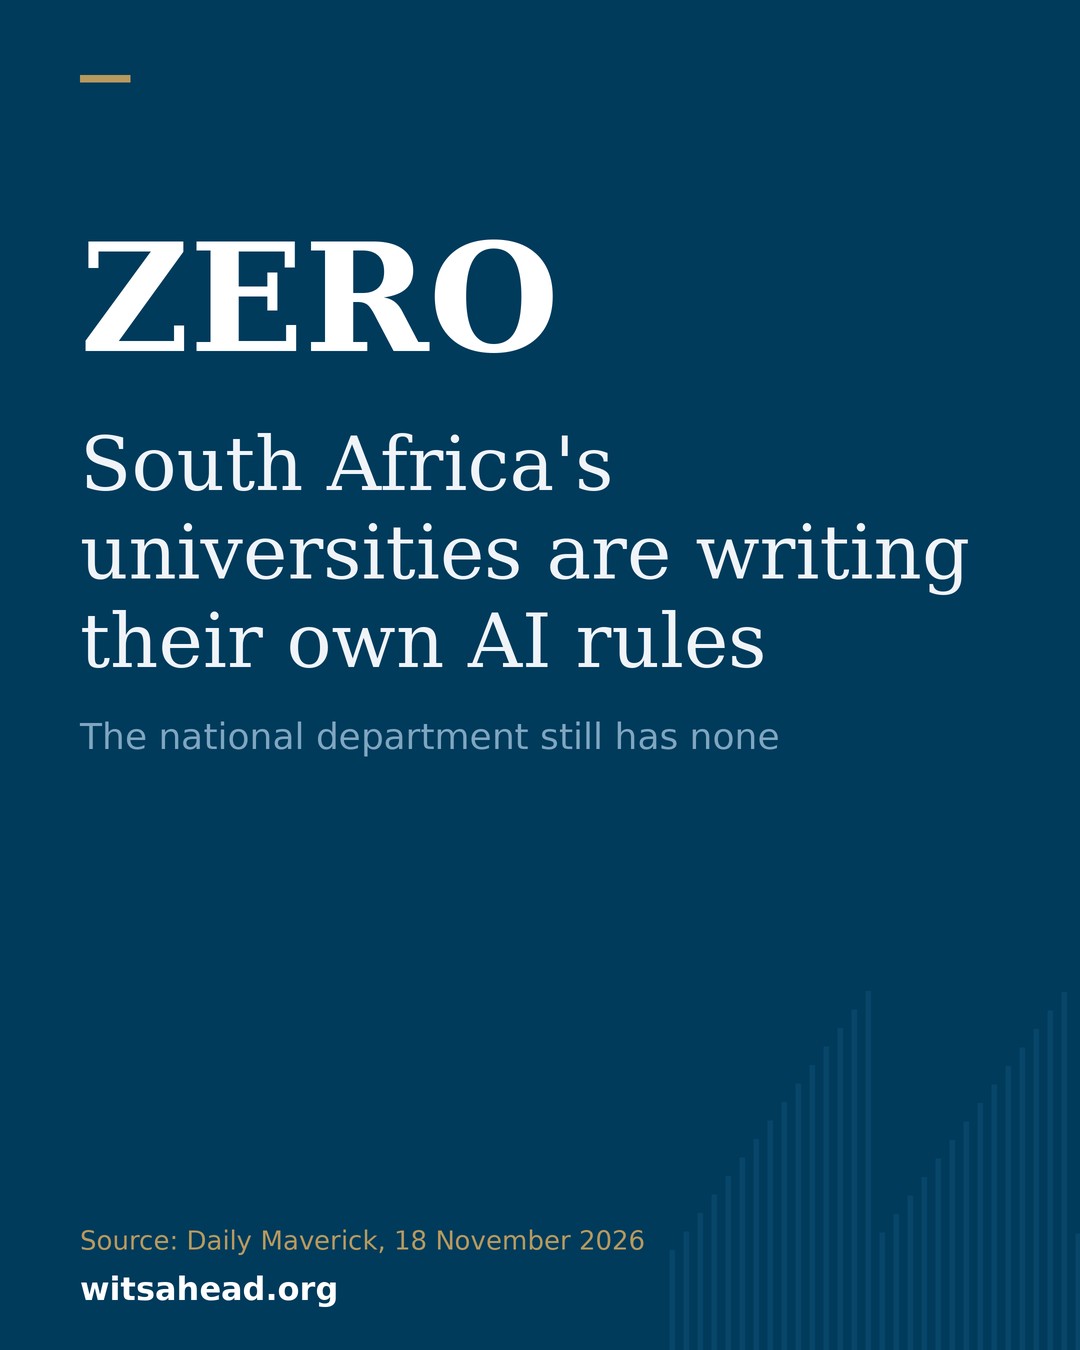 ZERO
South Africa's
universities are writing
their own AI rules
The national department still has none
Source: Daily Maverick, 18 November 2026
witsahead.org